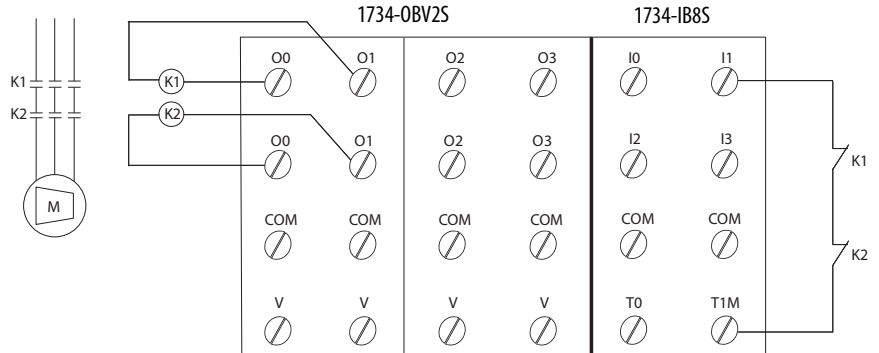 1734-OBV2S 1734-IB8S
O0 O1 O2 O3 I0 I1
K1 K1
K2 K2
O0 O1 O2 O3 I2 I3
K1
M
COM COM COM COM COM COM
K2
V V V V T0 T1M